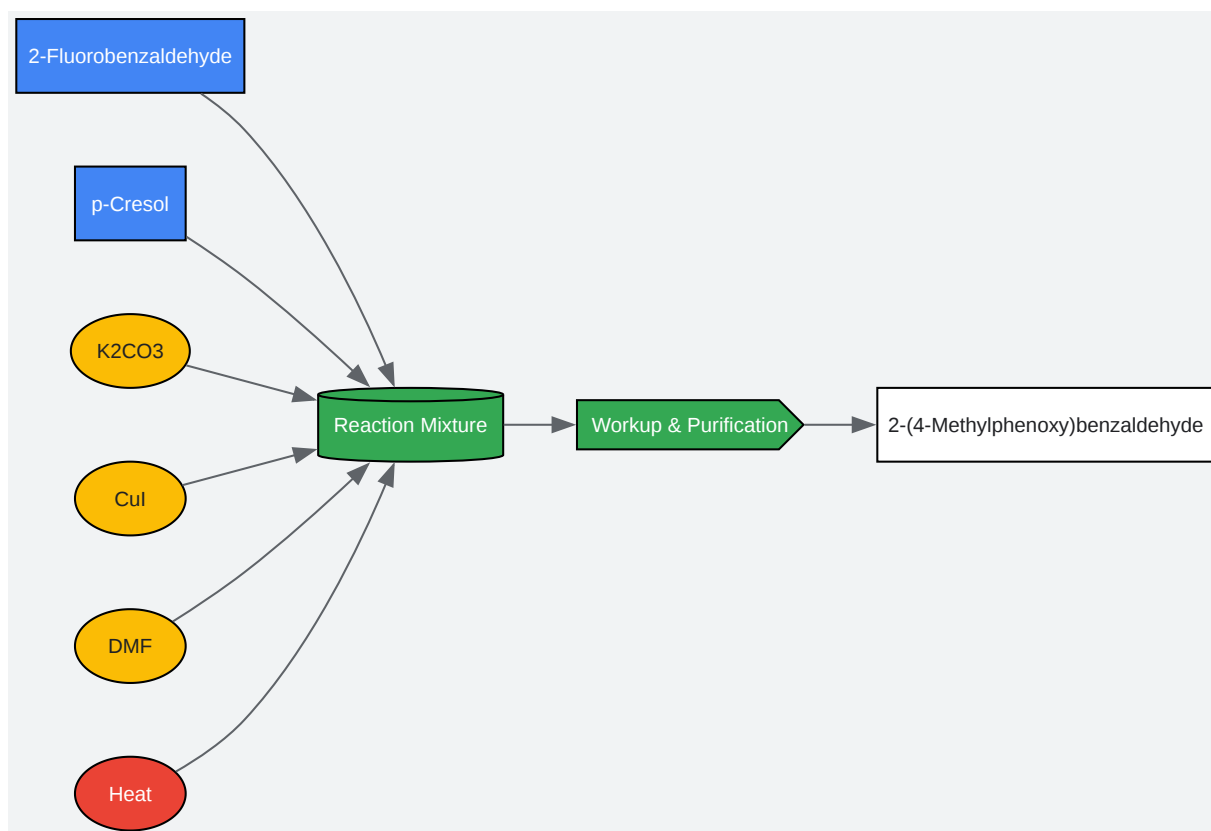 2-Fluorobenzaldehyde
p-Cresol
K2CO3
CuI
DMF
Heat
Reaction Mixture
Workup & Purification
2-(4-Methylphenoxy)benzaldehyde